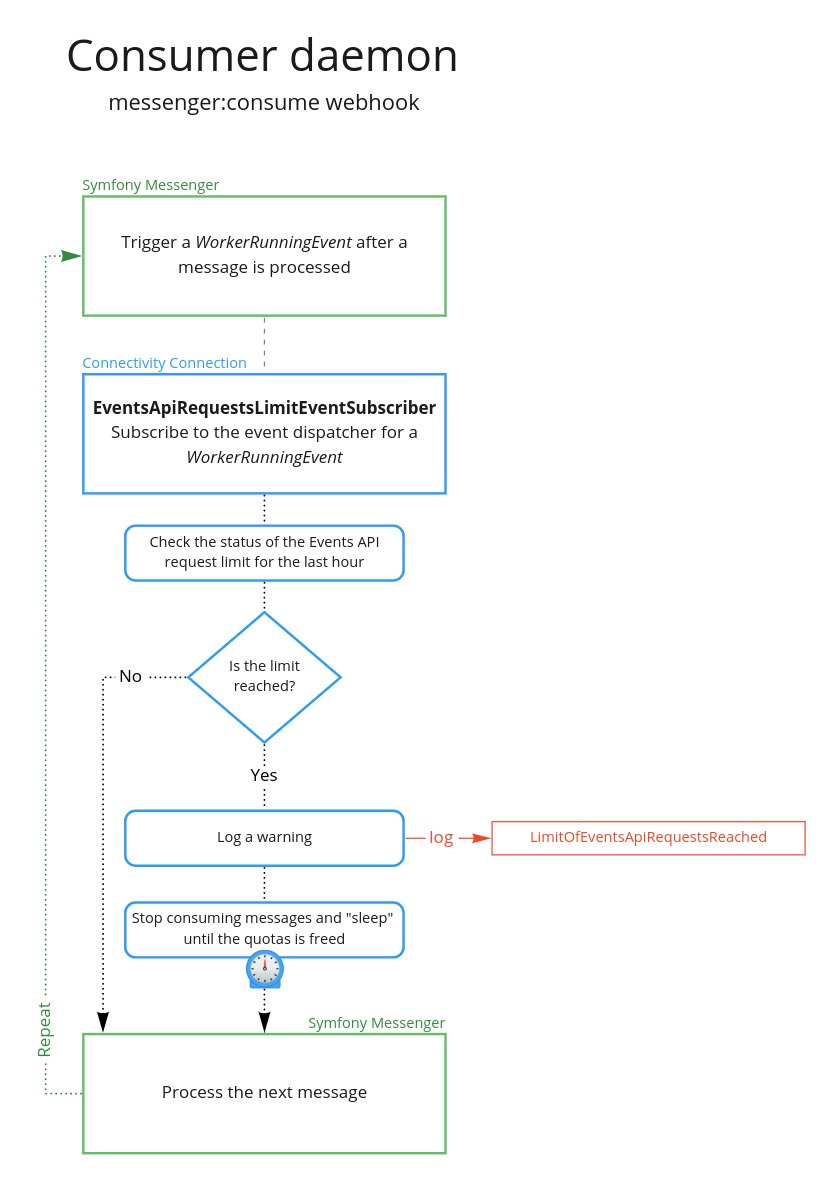 Consumer daemon
messenger:consume webhook
Symfony Messenger
Trigger a WorkerRunningEvent after a
message is processed
Connectivity Connection
EventsApiRequestsLimitEventSubscriber
Subscribe to the event dispatcher for a
WorkerRunningEvent
Check the status of the Events API
request limit for the last hour
Is the limit
reached?
No
Yes
Log a warning
log
LimitOfEventsApiRequestsReached
Stop consuming messages and "sleep"
until the quotas is freed
Symfony Messenger
Repeat
Process the next message